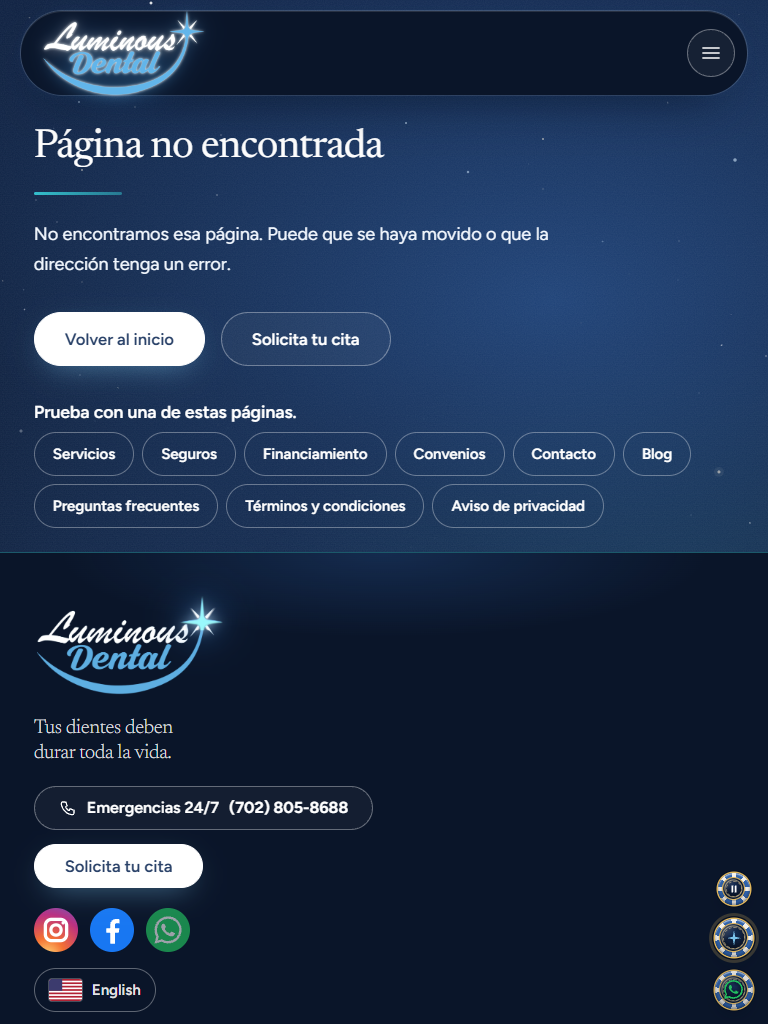 Luminous
Dental
Página no encontrada
No encontramos esa página. Puede que se haya movido o que la
dirección tenga un error.
Volver al inicio
Solicita tu cita
Prueba con una de estas páginas.
Servicios
Seguros
Financiamiento
Convenios
Contacto
Blog
Preguntas frecuentes
Términos y condiciones
Aviso de privacidad
Luminous
Dental
Tus dientes deben
durar toda la vida.
Emergencias 24/7 (702) 805-8688
Solicita tu cita
English